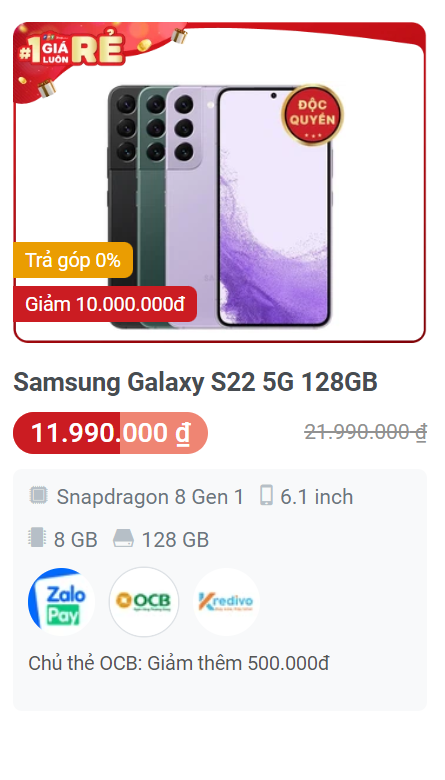 #1 GIÁ LUÔN RẺ
ĐỘC
QUYỀN
Trả góp 0%
Giảm 10.000.000đ
Samsung Galaxy S22 5G 128GB
11.990.000 ₫ 21.990.000 ₫
Snapdragon 8 Gen 1 6.1 inch
8 GB 128 GB
Zalo
Pay
OCB
Kredivo
Chủ thẻ OCB: Giảm thêm 500.000đ